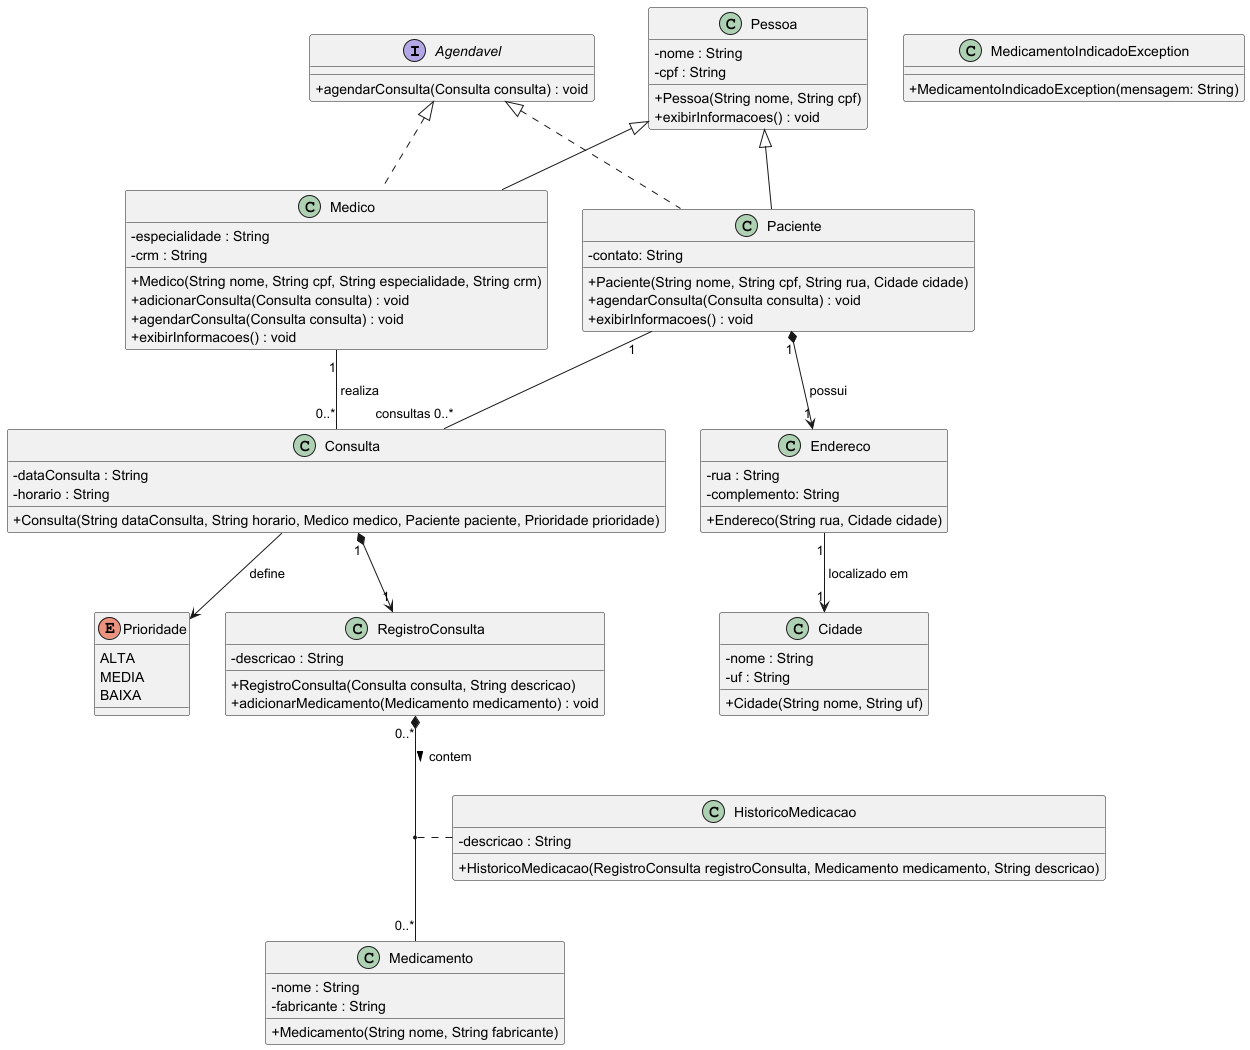 I Agendavel
+agendarConsulta(Consulta consulta) : void
C Pessoa
-nome : String
-cpf : String
+Pessoa(String nome, String cpf)
+exibirInformacoes() : void
C MedicamentoIndicadoException
+MedicamentoIndicadoException(mensagem: String)
C Medico
-especialidade : String
-crm : String
+Medico(String nome, String cpf, String especialidade, String crm)
+adicionarConsulta(Consulta consulta) : void
+agendarConsulta(Consulta consulta) : void
+exibirInformacoes() : void
C Paciente
-contato: String
+Paciente(String nome, String cpf, String rua, Cidade cidade)
+agendarConsulta(Consulta consulta) : void
+exibirInformacoes() : void
1
realiza
0..*
1
consultas 0..*
1
possui
1
C Consulta
-dataConsulta : String
-horario : String
+Consulta(String dataConsulta, String horario, Medico medico, Paciente paciente, Prioridade prioridade)
C Endereco
-rua : String
-complemento: String
+Endereco(String rua, Cidade cidade)
define
1
1
1
localizado em
1
E Prioridade
ALTA
MEDIA
BAIXA
C RegistroConsulta
-descricao : String
+RegistroConsulta(Consulta consulta, String descricao)
+adicionarMedicamento(Medicamento medicamento) : void
C Cidade
-nome : String
-uf : String
+Cidade(String nome, String uf)
0..*
contem
C HistoricoMedicacao
-descricao : String
+HistoricoMedicacao(RegistroConsulta registroConsulta, Medicamento medicamento, String descricao)
0..*
C Medicamento
-nome : String
-fabricante : String
+Medicamento(String nome, String fabricante)